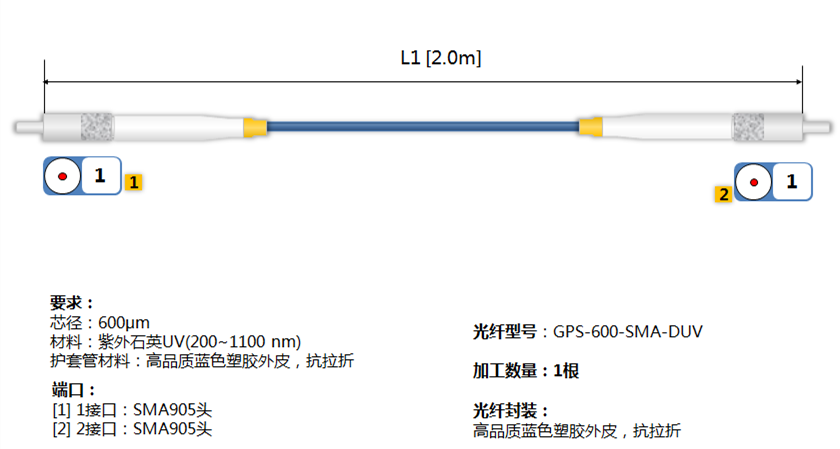 L1 [2.0m]
1
1
2
1
要求：
芯径：600μm
材料：紫外石英UV(200~1100 nm)
护套管材料：高品质蓝色塑胶外皮，抗拉折
端口：
[1] 1接口：SMA905头
[2] 2接口：SMA905头
光纤型号：GPS-600-SMA-DUV
加工数量：1根
光纤封装：
高品质蓝色塑胶外皮，抗拉折